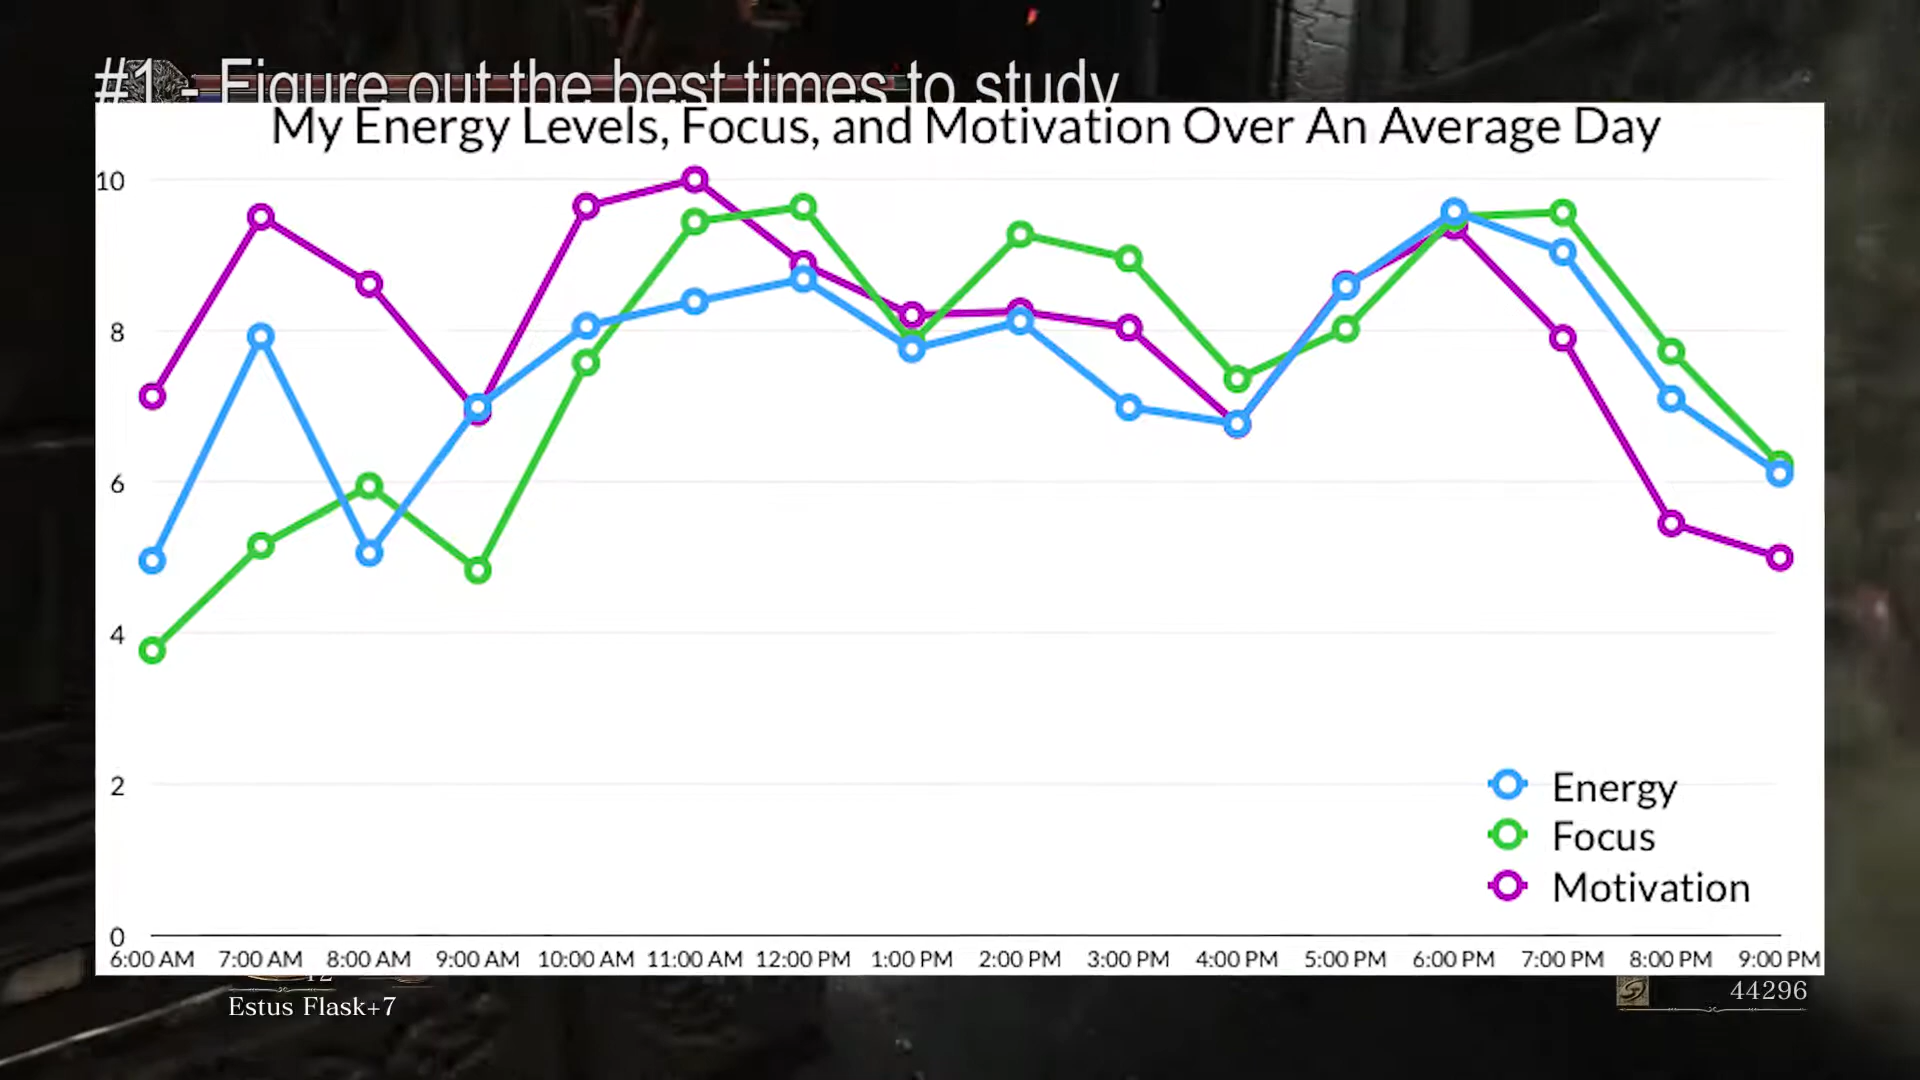 #1 - Figure out the best times to study
My Energy Levels, Focus, and Motivation Over An Average Day
10
8
6
4
2
0
Energy
Focus
Motivation
6:00 AM 7:00 AM 8:00 AM 9:00 AM 10:00 AM 11:00 AM 12:00 PM 1:00 PM 2:00 PM 3:00 PM 4:00 PM 5:00 PM 6:00 PM 7:00 PM 8:00 PM 9:00 PM
12
Estus Flask+7
44296